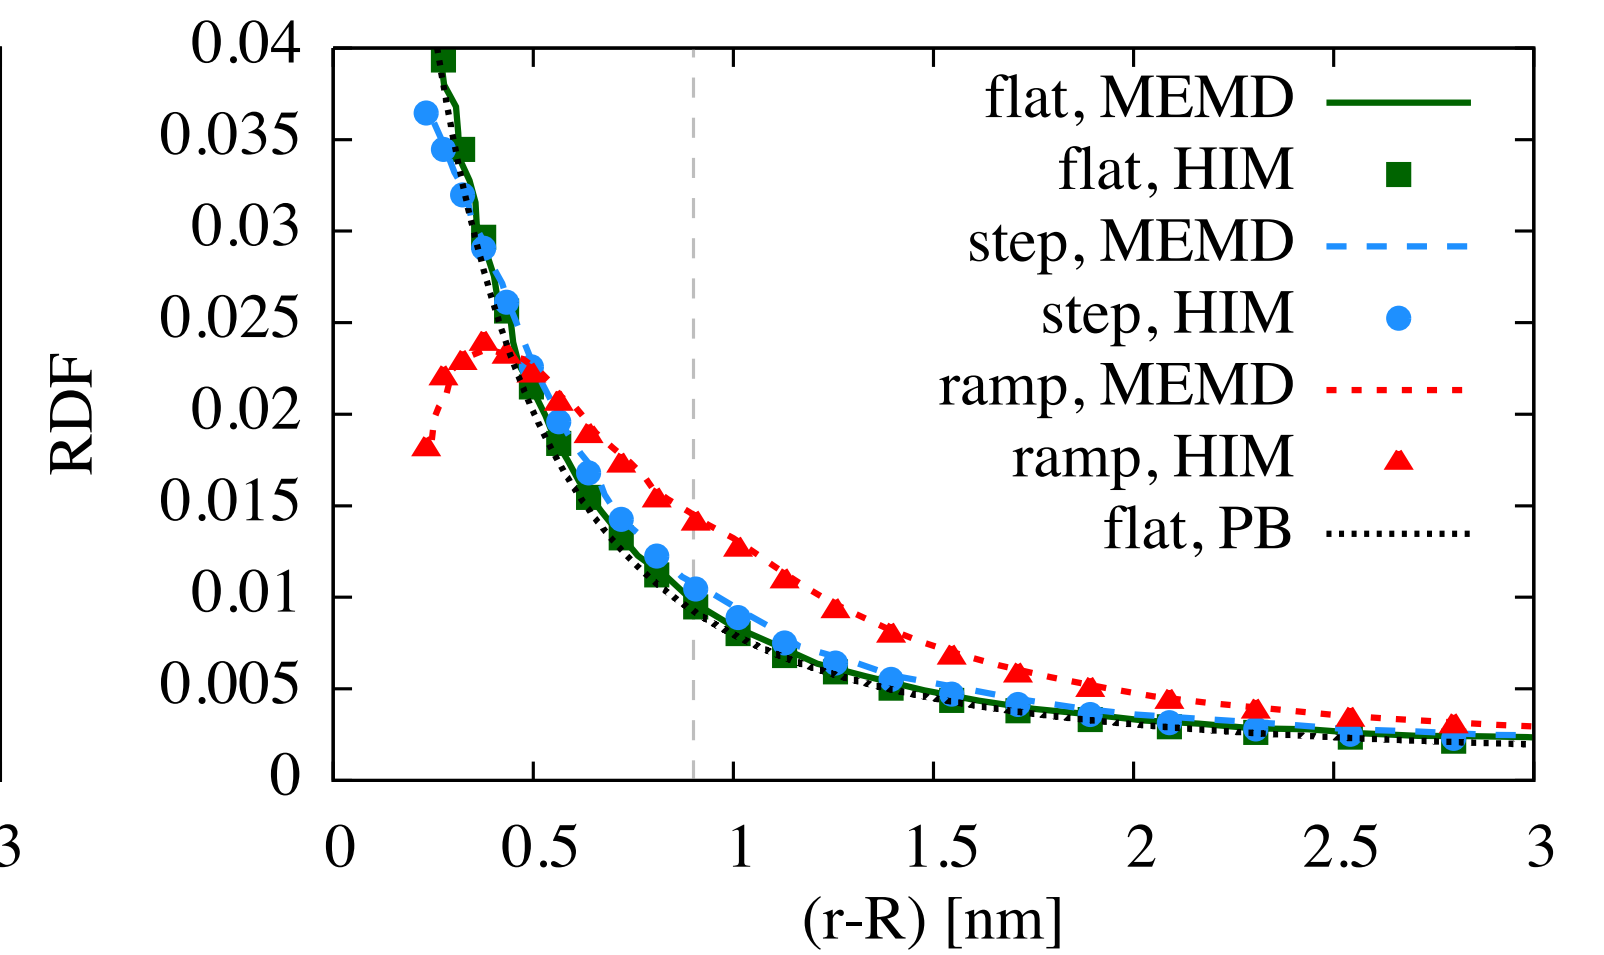 0.04
0.035
0.03
0.025
0.02
0.015
0.01
0.005
0
RDF
flat, MEMD
flat, HIM
step, MEMD
step, HIM
ramp, MEMD
ramp, HIM
flat, PB
3
0 0.5 1 1.5 2 2.5 3
(r-R) [nm]